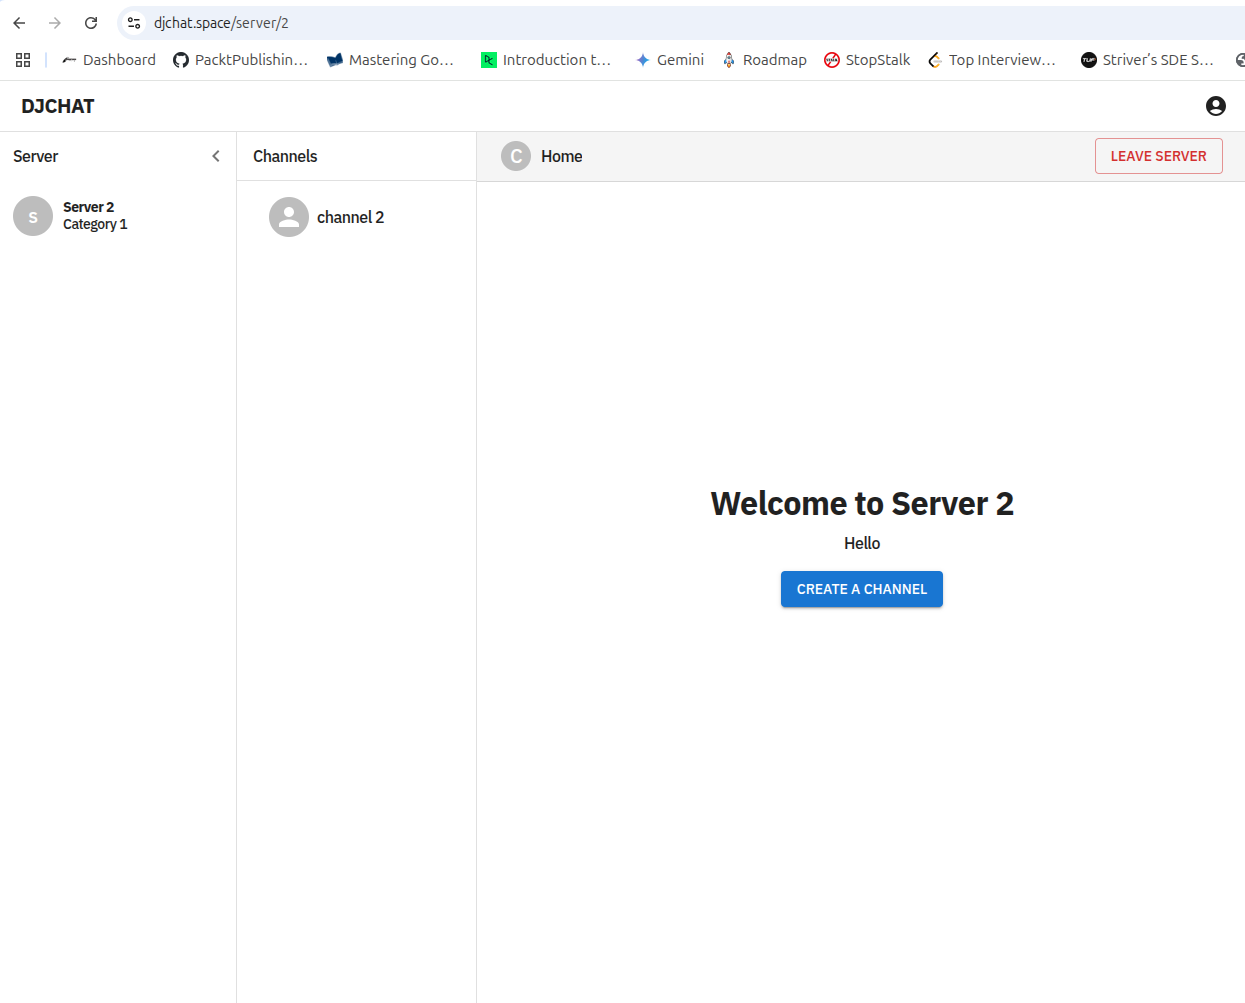 djchat.space/server/2
Dashboard PacktPublishin... Mastering Go... Introduction t... Gemini Roadmap StopStalk Top Interview... Striver's SDE S...
DJCHAT
Server Channels C Home LEAVE SERVER
S Server 2
Category 1
channel 2
Welcome to Server 2
Hello
CREATE A CHANNEL